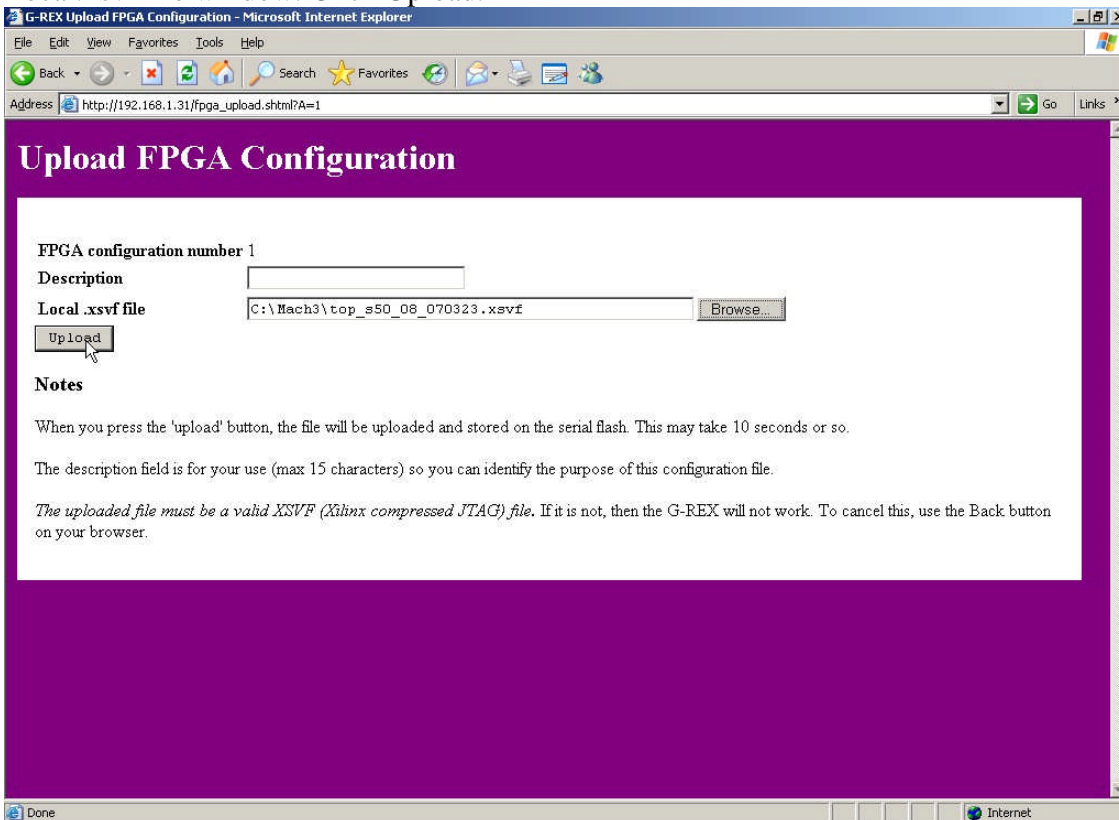 G-REX Upload FPGA Configuration - Microsoft Internet Explorer
File Edit View Favorites Tools Help
Back Search Favorites
Address http://192.168.1.31/fpga_upload.shtml?A=1 Go Links »
Upload FPGA Configuration
FPGA configuration number 1
Description
Local .xsvf file C:\Mach3\top_s50_08_070323.xsvf Browse...
Upload
Notes
When you press the 'upload' button, the file will be uploaded and stored on the serial flash. This may take 10 seconds or so.
The description field is for your use (max 15 characters) so you can identify the purpose of this configuration file.
The uploaded file must be a valid XSVF (Xilinx compressed JTAG) file. If it is not, then the G-REX will not work. To cancel this, use the Back button
on your browser.
Done Internet